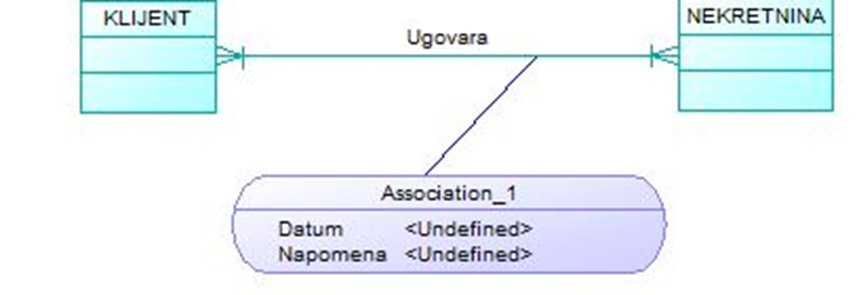 KLIJENT
NEKRETNINA
Ugovara
Association_1
Datum <Undefined>
Napomena <Undefined>